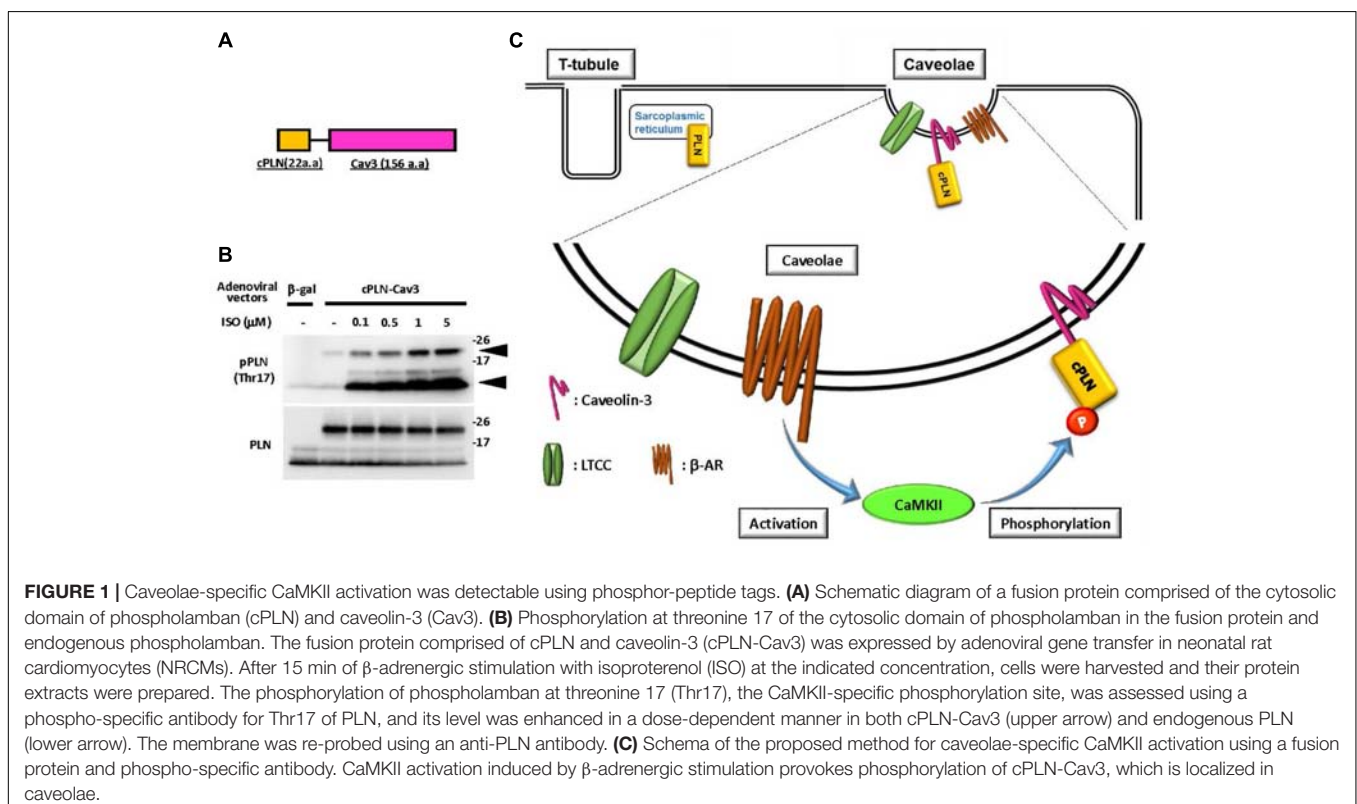 A
cPLN(22a.a)
Cav3 (156 a.a)
B
Adenoviral vectors
β-gal
cPLN-Cav3
ISO (μM)
- - 0.1 0.5 1 5
pPLN
(Thr17)
-26
-17
PLN
-26
-17
C
T-tubule
Caveolae
Sarcoplasmic
reticulum
PLN
cPLN
Caveolae
cPLN
P
: Caveolin-3
: LTCC
: β-AR
CaMKII
Activation
Phosphorylation
FIGURE 1 | Caveolae-specific CaMKII activation was detectable using phosphor-peptide tags. (A) Schematic diagram of a fusion protein comprised of the cytosolic
domain of phospholamban (cPLN) and caveolin-3 (Cav3). (B) Phosphorylation at threonine 17 of the cytosolic domain of phospholamban in the fusion protein and
endogenous phospholamban. The fusion protein comprised of cPLN and caveolin-3 (cPLN-Cav3) was expressed by adenoviral gene transfer in neonatal rat
cardiomyocytes (NRCMs). After 15 min of β-adrenergic stimulation with isoproterenol (ISO) at the indicated concentration, cells were harvested and their protein
extracts were prepared. The phosphorylation of phospholamban at threonine 17 (Thr17), the CaMKII-specific phosphorylation site, was assessed using a
phospho-specific antibody for Thr17 of PLN, and its level was enhanced in a dose-dependent manner in both cPLN-Cav3 (upper arrow) and endogenous PLN
(lower arrow). The membrane was re-probed using an anti-PLN antibody. (C) Schema of the proposed method for caveolae-specific CaMKII activation using a fusion
protein and phospho-specific antibody. CaMKII activation induced by β-adrenergic stimulation provokes phosphorylation of cPLN-Cav3, which is localized in
caveolae.